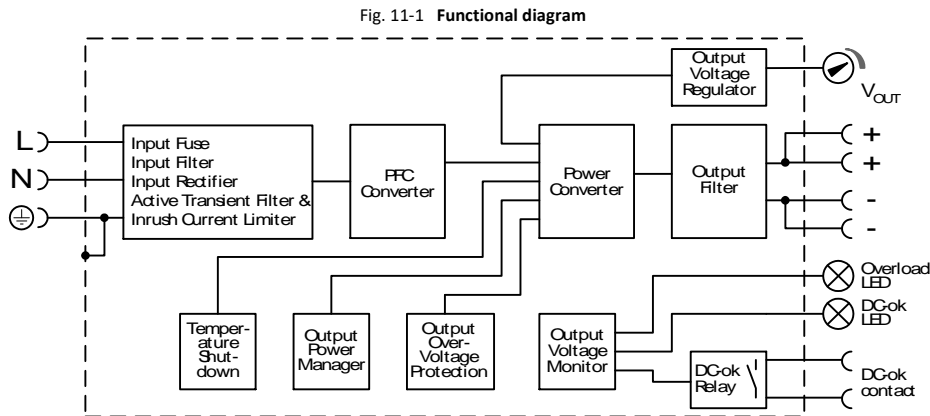 Fig. 11-1 Functional diagram
Output
Voltage
Regulator
VOUT
L
N
Input Fuse
Input Filter
Input Rectifier
Active Transient Filter &
Inrush Current Limiter
PFC
Converter
Power
Converter
Output
Filter
+
+
-
-
Temper-
ature
Shut-
down
Output
Power
Manager
Output
Over-
Voltage
Protection
Output
Voltage
Monitor
Overload
LED
DC-ok
LED
DC-ok
Relay
DC-ok
contact